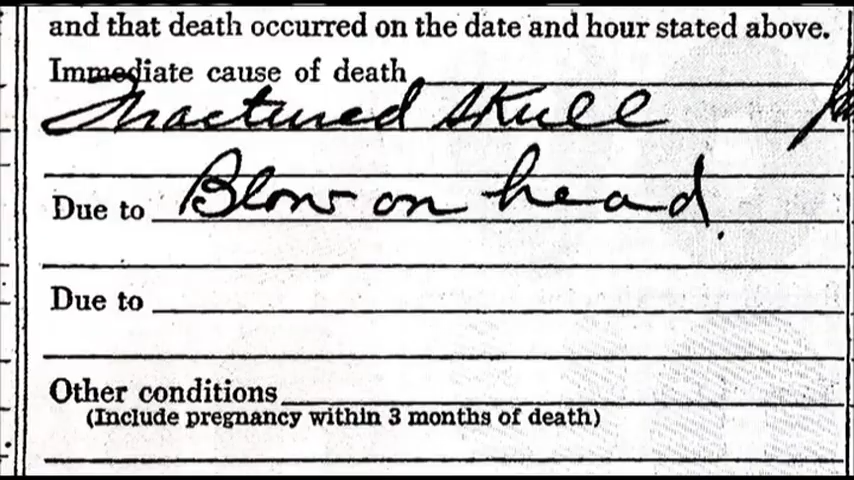 and that death occurred on the date and hour stated above.
Immediate cause of death
Fractured skull
Due to Blow on head.
Due to
Other conditions
(Include pregnancy within 3 months of death)